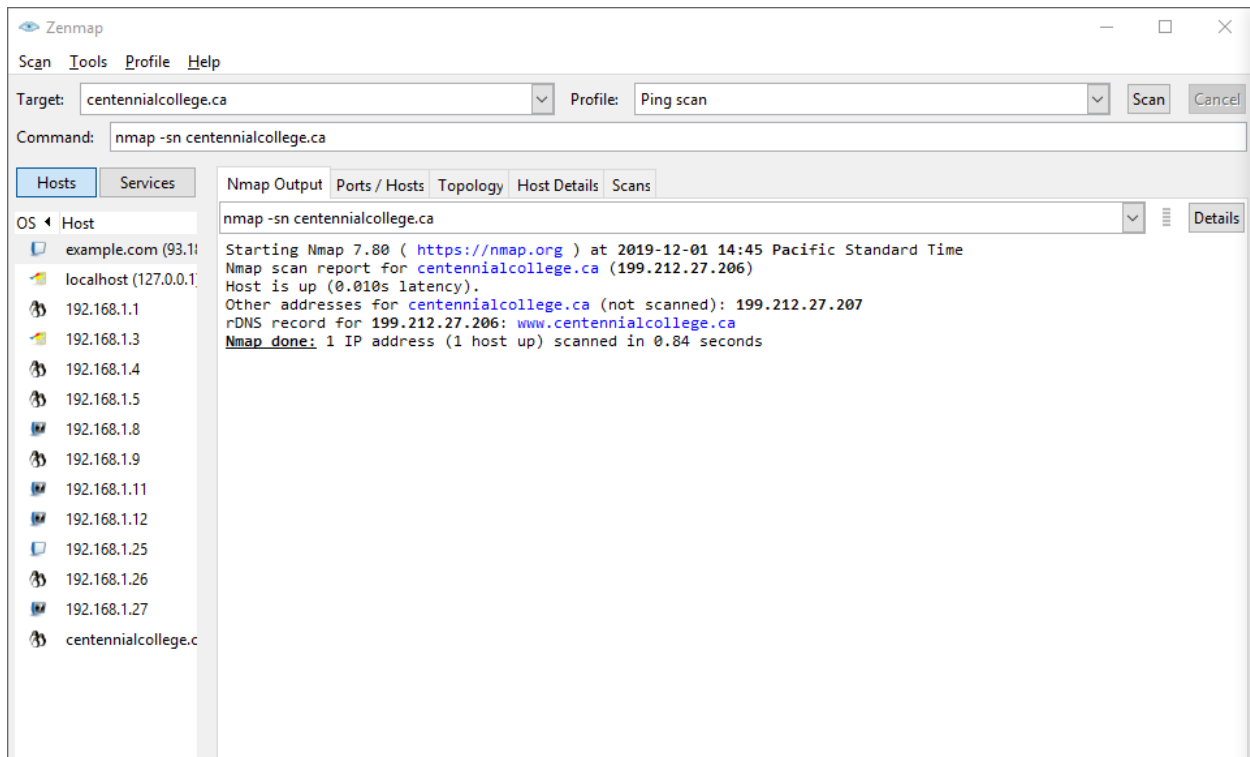 Zenmap
Scan Tools Profile Help
Target: centennialcollege.ca Profile: Ping scan Scan Cancel
Command: nmap -sn centennialcollege.ca
Hosts Services
Nmap Output Ports / Hosts Topology Host Details Scans
OS Host
nmap -sn centennialcollege.ca Details
example.com (93.18
localhost (127.0.0.1)
192.168.1.1
192.168.1.3
192.168.1.4
192.168.1.5
192.168.1.8
192.168.1.9
192.168.1.11
192.168.1.12
192.168.1.25
192.168.1.26
192.168.1.27
centennialcollege.c
Starting Nmap 7.80 ( https://nmap.org ) at 2019-12-01 14:45 Pacific Standard Time
Nmap scan report for centennialcollege.ca (199.212.27.206)
Host is up (0.010s latency).
Other addresses for centennialcollege.ca (not scanned): 199.212.27.207
rDNS record for 199.212.27.206: www.centennialcollege.ca
Nmap done: 1 IP address (1 host up) scanned in 0.84 seconds